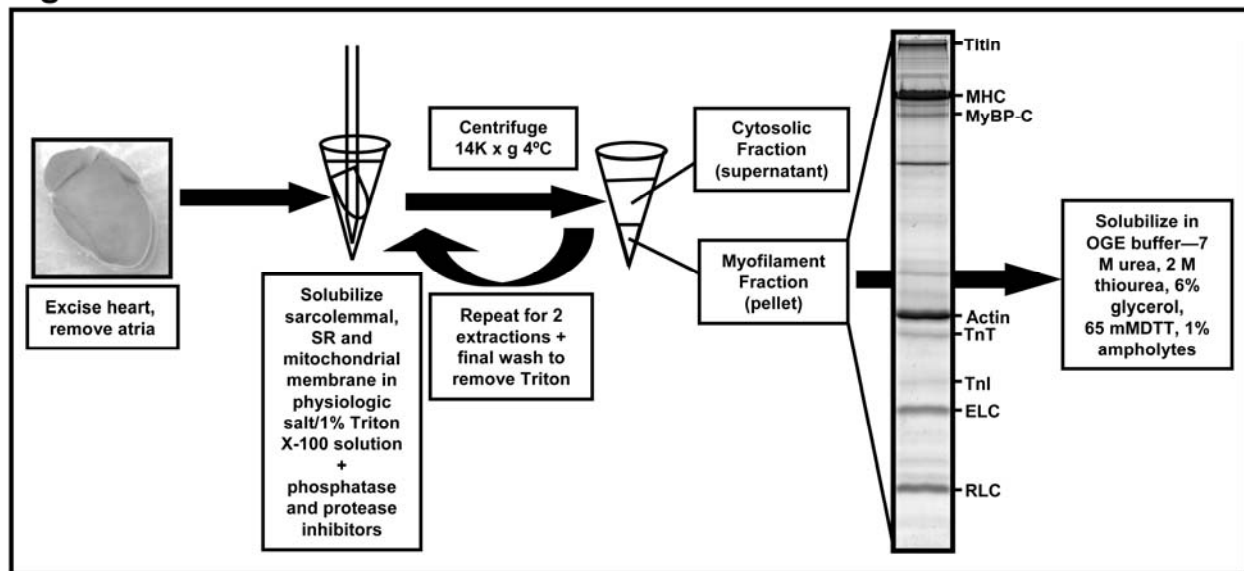 Excise heart,
remove atria
Solubilize
sarcolemmal,
SR and
mitochondrial
membrane in
physiologic
salt/1% Triton
X-100 solution
+
phosphatase
and protease
inhibitors
Centrifuge
14K x g 4ºC
Repeat for 2
extractions +
final wash to
remove Triton
Cytosolic
Fraction
(supernatant)
Myofilament
Fraction
(pellet)
Titin
MHC
MyBP-C
Actin
TnT
TnI
ELC
RLC
Solubilize in
OGE buffer—7
M urea, 2 M
thiourea, 6%
glycerol,
65 mMDTT, 1%
ampholytes